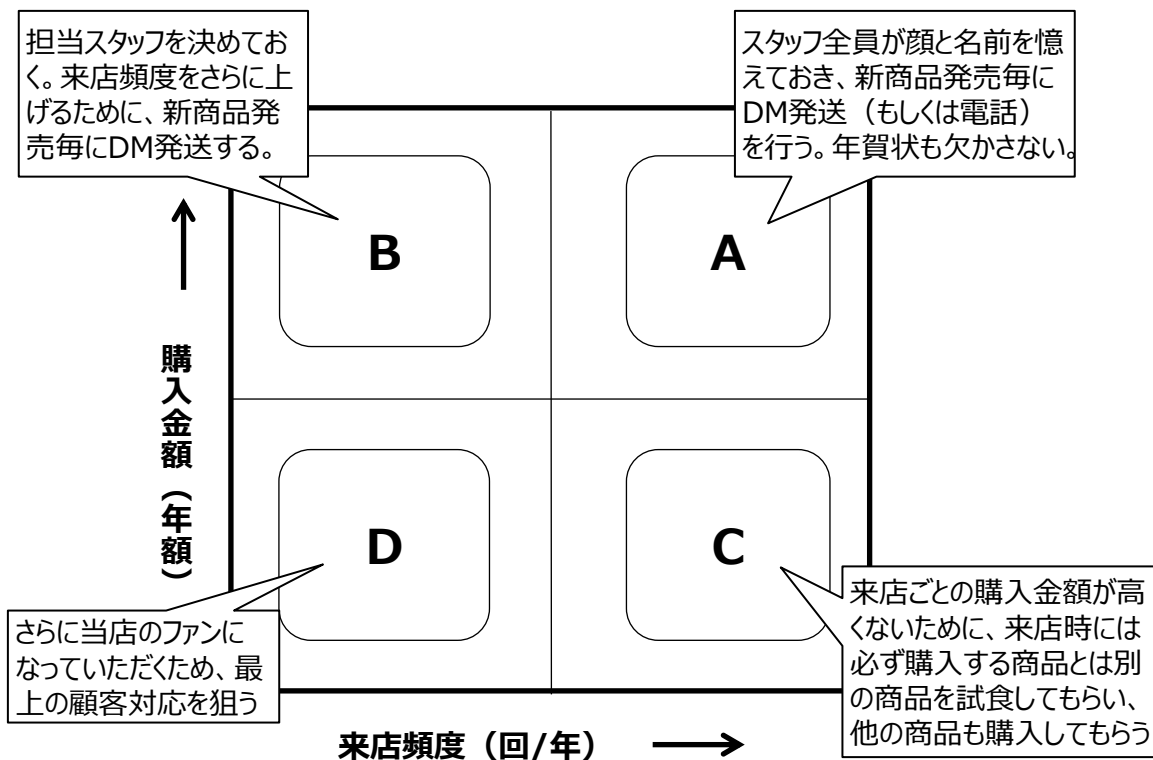 担当スタッフを決めてお
く。来店頻度をさらに上
げるために、新商品発
売毎にDM発送する。
スタッフ全員が顔と名前を憶
えておき、新商品発売毎に
DM発送（もしくは電話）
を行う。年賀状も欠かさない。
B
A
購入金額（年額）
D
C
さらに当店のファンに
なっていただくため、最
上の顧客対応を狙う
来店ごとの購入金額が高
くないために、来店時には
必ず購入する商品とは別
の商品を試食してもらい、
他の商品も購入してもらう
来店頻度（回/年）